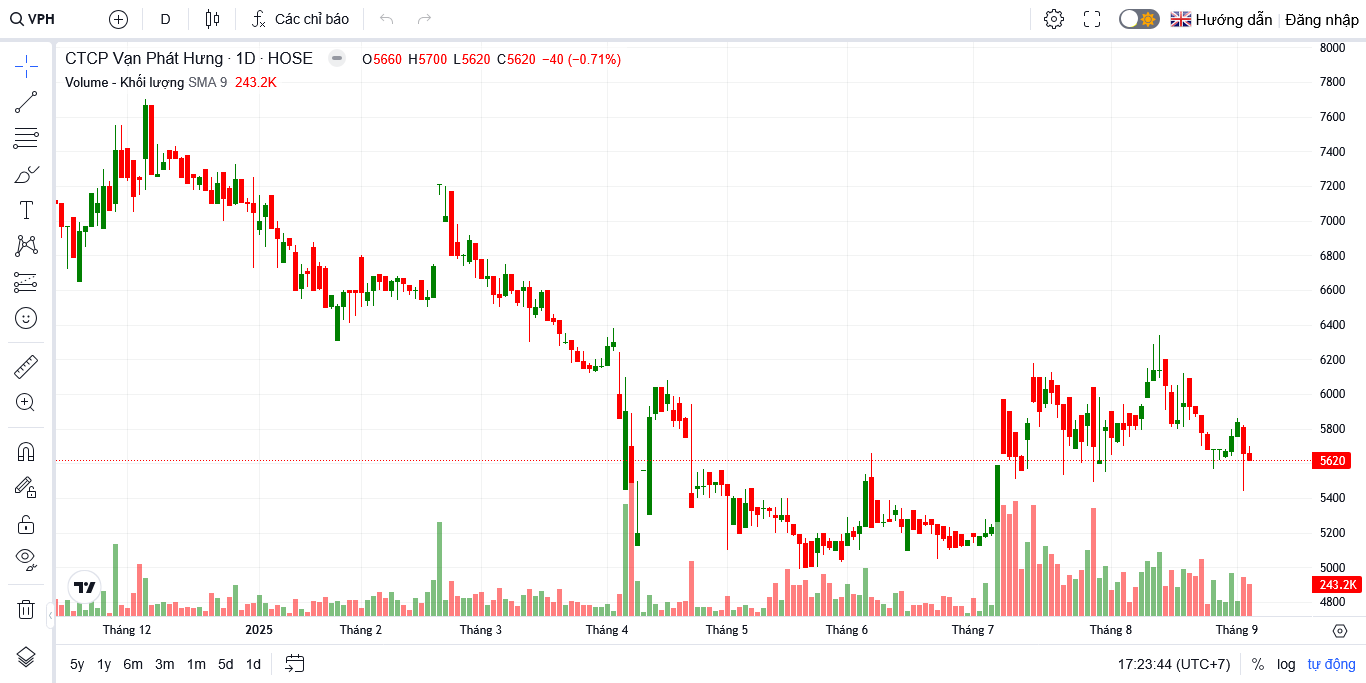 VPH D Các chỉ báo Hướng dẫn Đăng nhập
CTCP Vạn Phát Hưng · 1D · HOSE O5660 H5700 L5620 C5620 −40 (−0.71%)
Volume - Khối lượng SMA 9 243.2K
8000
7800
7600
7400
7200
7000
6800
6600
6400
6200
6000
5800
5620
5400
5200
5000
243.2K
4800
Tháng 12 2025 Tháng 2 Tháng 3 Tháng 4 Tháng 5 Tháng 6 Tháng 7 Tháng 8 Tháng 9
5y 1y 6m 3m 1m 5d 1d 17:23:44 (UTC+7) % log tự động